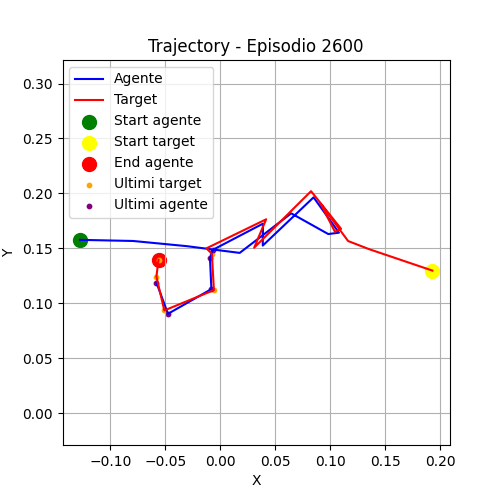 Trajectory - Episodio 2600
Agente
Target
Start agente
Start target
End agente
Ultimi target
Ultimi agente
Y
0.30
0.25
0.20
0.15
0.10
0.05
0.00
−0.10
−0.05
0.00
0.05
0.10
0.15
0.20
X